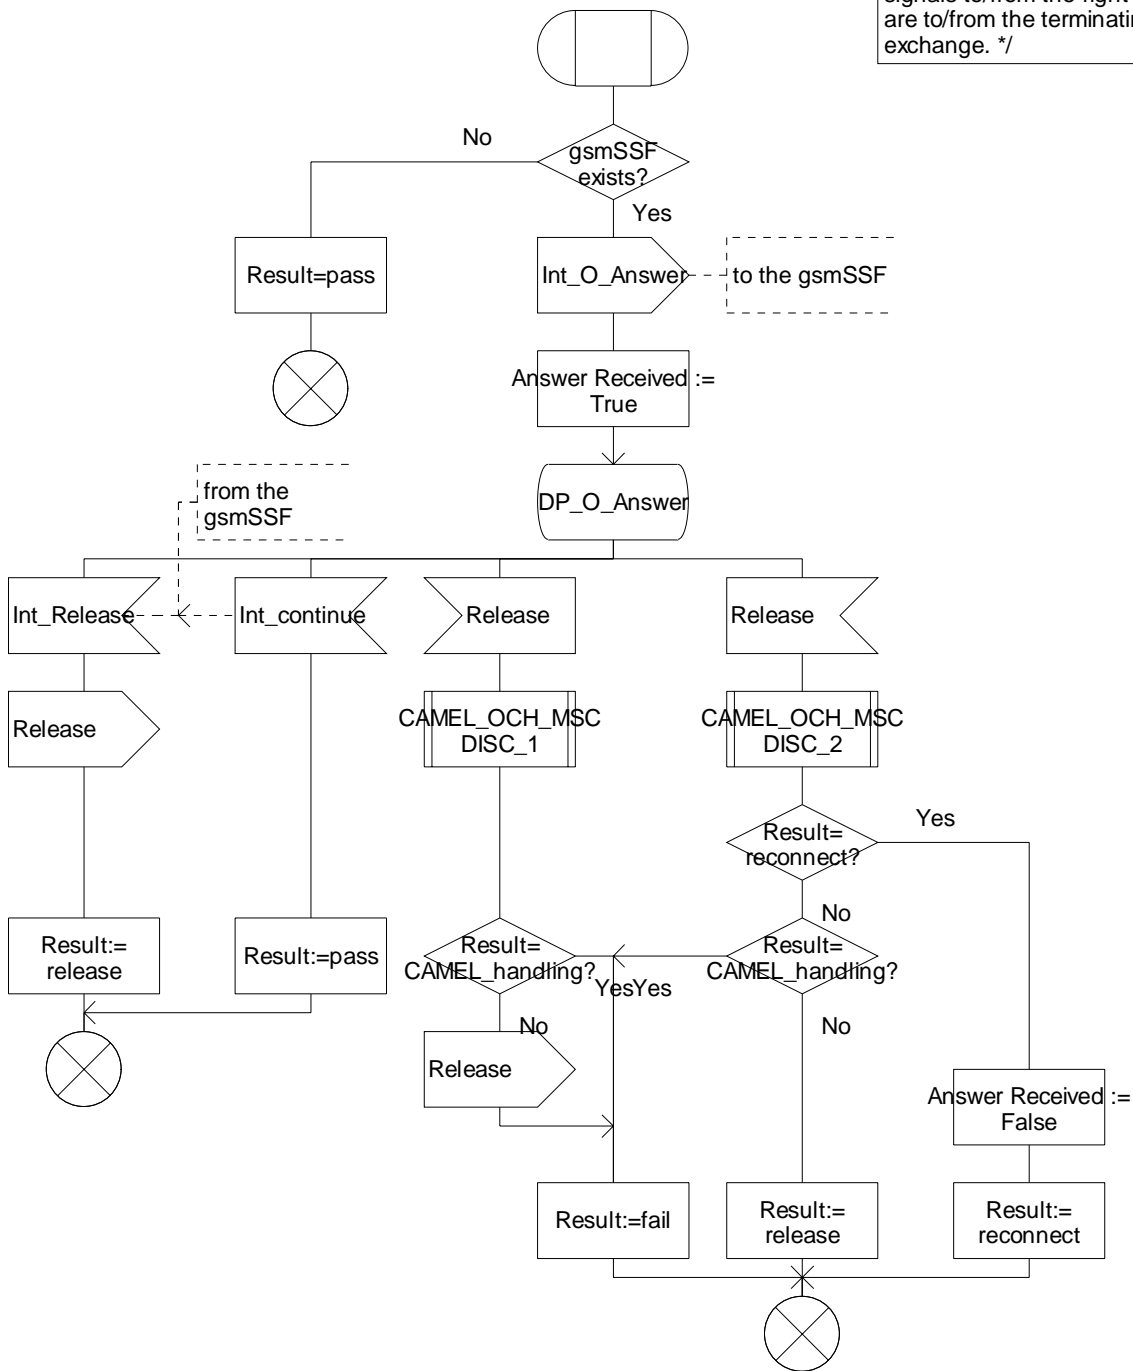 signals to/from the right
are to/from the terminatin
exchange. */
No
gsmSSF
exists?
Yes
Result=pass
Int_O_Answer
to the gsmSSF
Answer Received :=
True
from the
gsmSSF
DP_O_Answer
Int_Release
Int_continue
Release
Release
Release
CAMEL_OCH_MSC
DISC_1
CAMEL_OCH_MSC
DISC_2
Result=
reconnect?
Yes
No
Result:=
release
Result:=pass
Result=
CAMEL_handling?
Result=
CAMEL_handling?
YesYes
No
No
Release
Answer Received :=
False
Result:=fail
Result:=
release
Result:=
reconnect